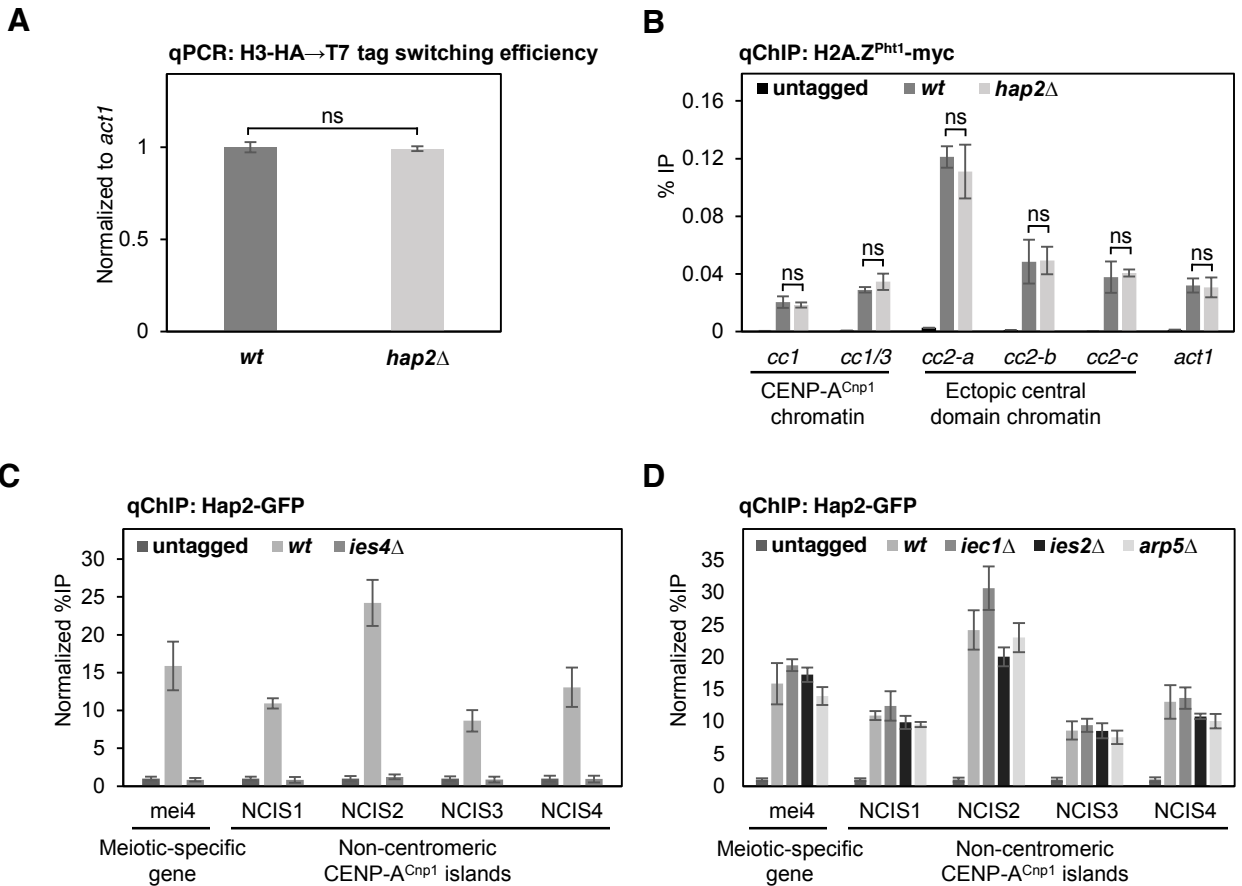 A
qPCR: H3-HA→T7 tag switching efficiency
Normalized to act1
1
0.5
0
ns
wt
hap2Δ
B
qChIP: H2A.Z^Pht1-myc
untagged wt hap2Δ
% IP
0.16
0.12
0.08
0.04
0
ns
ns
ns
ns
ns
ns
cc1 cc1/3 cc2-a cc2-b cc2-c act1
CENP-A^Cnp1
chromatin
Ectopic central
domain chromatin
C
qChIP: Hap2-GFP
untagged wt ies4Δ
Normalized %IP
30
25
20
15
10
5
0
mei4 NCIS1 NCIS2 NCIS3 NCIS4
Meiotic-specific
gene
Non-centromeric
CENP-A^Cnp1 islands
D
qChIP: Hap2-GFP
untagged wt iec1Δ ies2Δ arp5Δ
Normalized %IP
35
30
25
20
15
10
5
0
mei4 NCIS1 NCIS2 NCIS3 NCIS4
Meiotic-specific
gene
Non-centromeric
CENP-A^Cnp1 islands